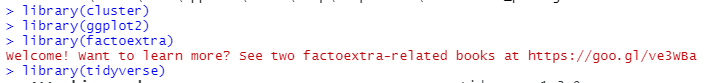 > library(cluster)
> library(ggplot2)
> library(factoextra)
Welcome! Want to learn more? See two factoextra-related books at https://goo.gl/ve3WBa
> library(tidyverse)